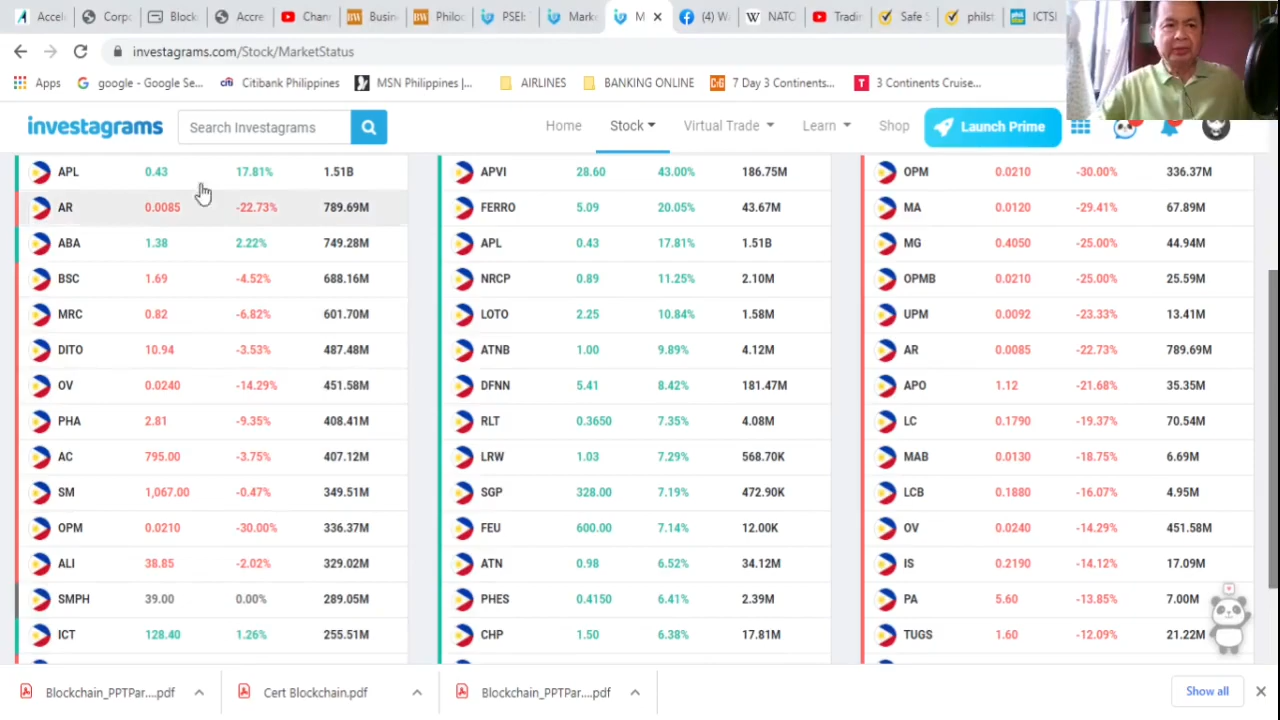 Accel
Corp
Block
Accre
Chan
Busin
Philo
PSEI
Mark
M
(4) W
NATO
Tradin
Safe
philst
ICTSI
investagrams.com/Stock/MarketStatus
Apps
google - Google Se...
Citibank Philippines
MSN Philippines |...
AIRLINES
BANKING ONLINE
7 Day 3 Continents...
3 Continents Cruise...
investagrams
Search Investagrams
Home
Stock
Virtual Trade
Learn
Shop
Launch Prime
APL 0.43 17.81% 1.51B
AR 0.0085 -22.73% 789.69M
ABA 1.38 2.22% 749.28M
BSC 1.69 -4.52% 688.16M
MRC 0.82 -6.82% 601.70M
DITO 10.94 -3.53% 487.48M
OV 0.0240 -14.29% 451.58M
PHA 2.81 -9.35% 408.41M
AC 795.00 -3.75% 407.12M
SM 1,067.00 -0.47% 349.51M
OPM 0.0210 -30.00% 336.37M
ALI 38.85 -2.02% 329.02M
SMPH 39.00 0.00% 289.05M
ICT 128.40 1.26% 255.51M
APVI 28.60 43.00% 186.75M
FERRO 5.09 20.05% 43.67M
APL 0.43 17.81% 1.51B
NRCP 0.89 11.25% 2.10M
LOTO 2.25 10.84% 1.58M
ATNB 1.00 9.89% 4.12M
DFNN 5.41 8.42% 181.47M
RLT 0.3650 7.35% 4.08M
LRW 1.03 7.29% 568.70K
SGP 328.00 7.19% 472.90K
FEU 600.00 7.14% 12.00K
ATN 0.98 6.52% 34.12M
PHES 0.4150 6.41% 2.39M
CHP 1.50 6.38% 17.81M
OPM 0.0210 -30.00% 336.37M
MA 0.0120 -29.41% 67.89M
MG 0.4050 -25.00% 44.94M
OPMB 0.0210 -25.00% 25.59M
UPM 0.0092 -23.33% 13.41M
AR 0.0085 -22.73% 789.69M
APO 1.12 -21.68% 35.35M
LC 0.1790 -19.37% 70.54M
MAB 0.0130 -18.75% 6.69M
LCB 0.1880 -16.07% 4.95M
OV 0.0240 -14.29% 451.58M
IS 0.2190 -14.12% 17.09M
PA 5.60 -13.85% 7.00M
TUGS 1.60 -12.09% 21.22M
Blockchain_PPTPar....pdf
Cert Blockchain.pdf
Blockchain_PPTPar....pdf
Show all